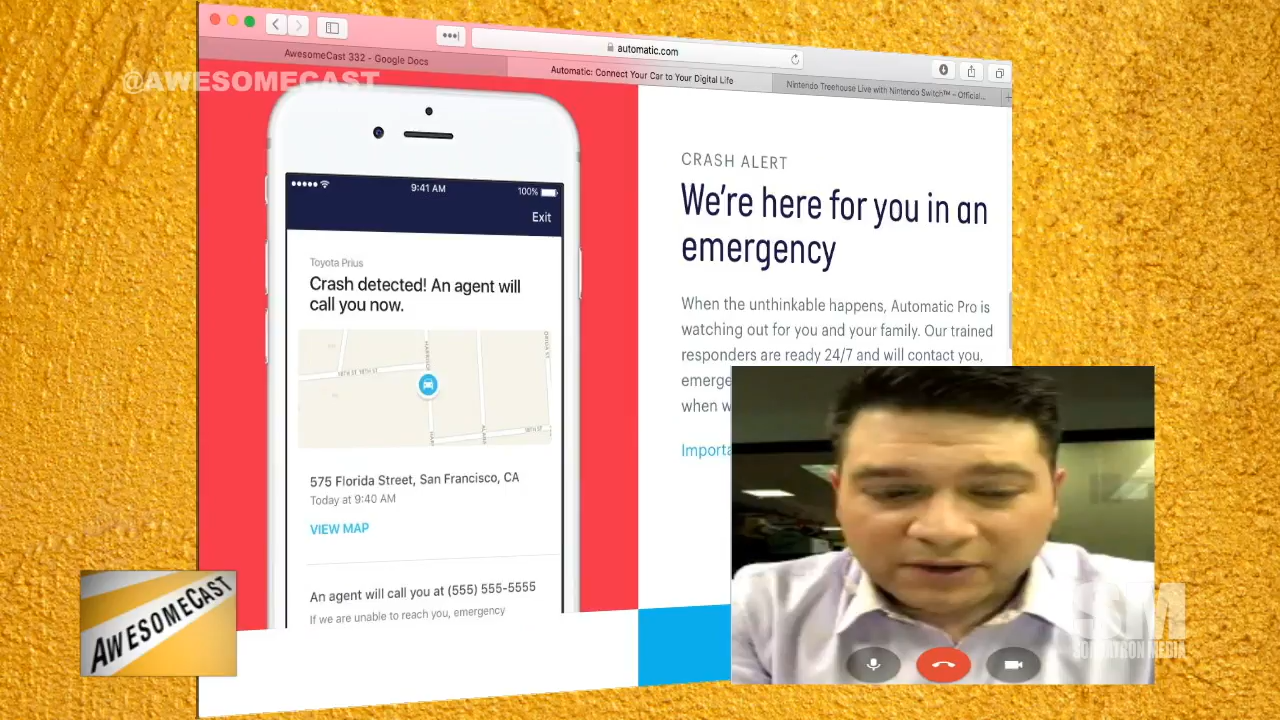 automatic.com
AwesomeCast 332 - Google Docs
Automatic: Connect Your Car to Your Digital Life
Nintendo Treehouse Live with Nintendo Switch™ – Official...
@AWESOMECAST
9:41 AM
100%
Exit
Toyota Prius
Crash detected! An agent will
call you now.
575 Florida Street, San Francisco, CA
Today at 9:40 AM
VIEW MAP
An agent will call you at (555) 555-5555
If we are unable to reach you, emergency
CRASH ALERT
We're here for you in an
emergency
When the unthinkable happens, Automatic Pro is
watching out for you and your family. Our trained
responders are ready 24/7 and will contact you,
emerge
when w
Importa
AWESOMECAST
SORGATRON MEDIA